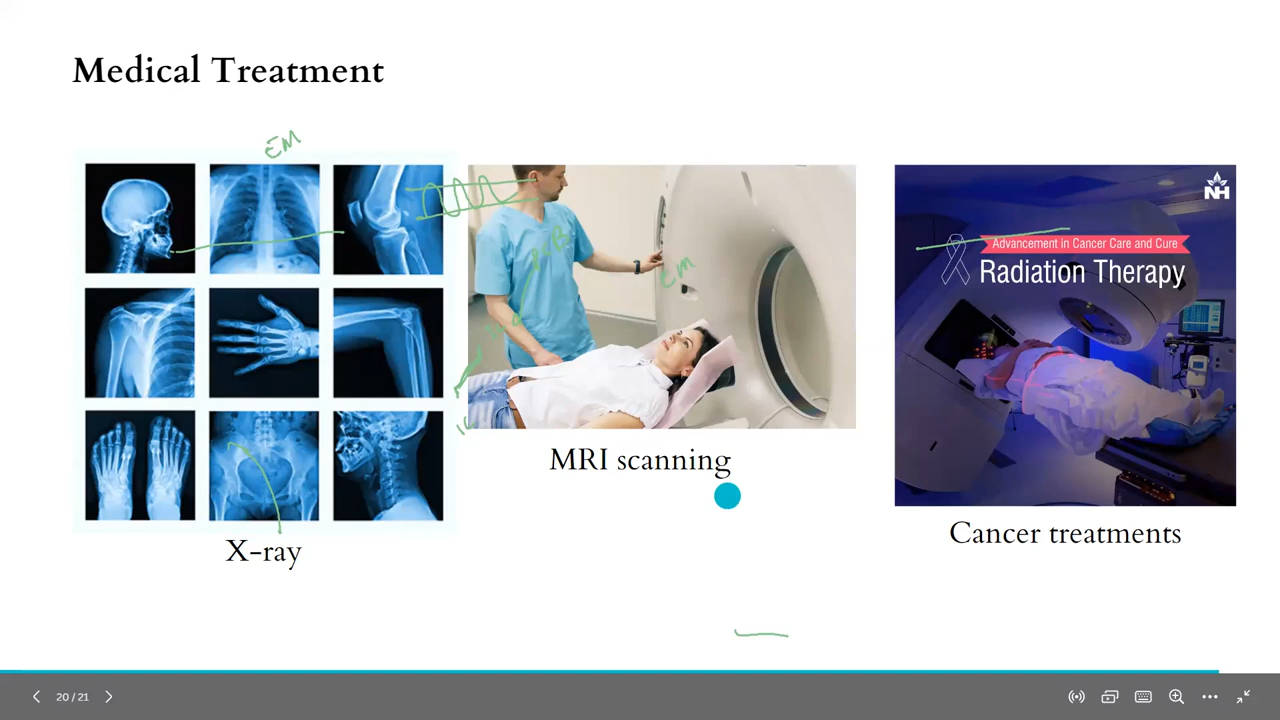 Medical Treatment
EM
EM
NH
Advancement in Cancer Care and Cure
Radiation Therapy
MRI scanning
Cancer treatments
X-ray
20 / 21